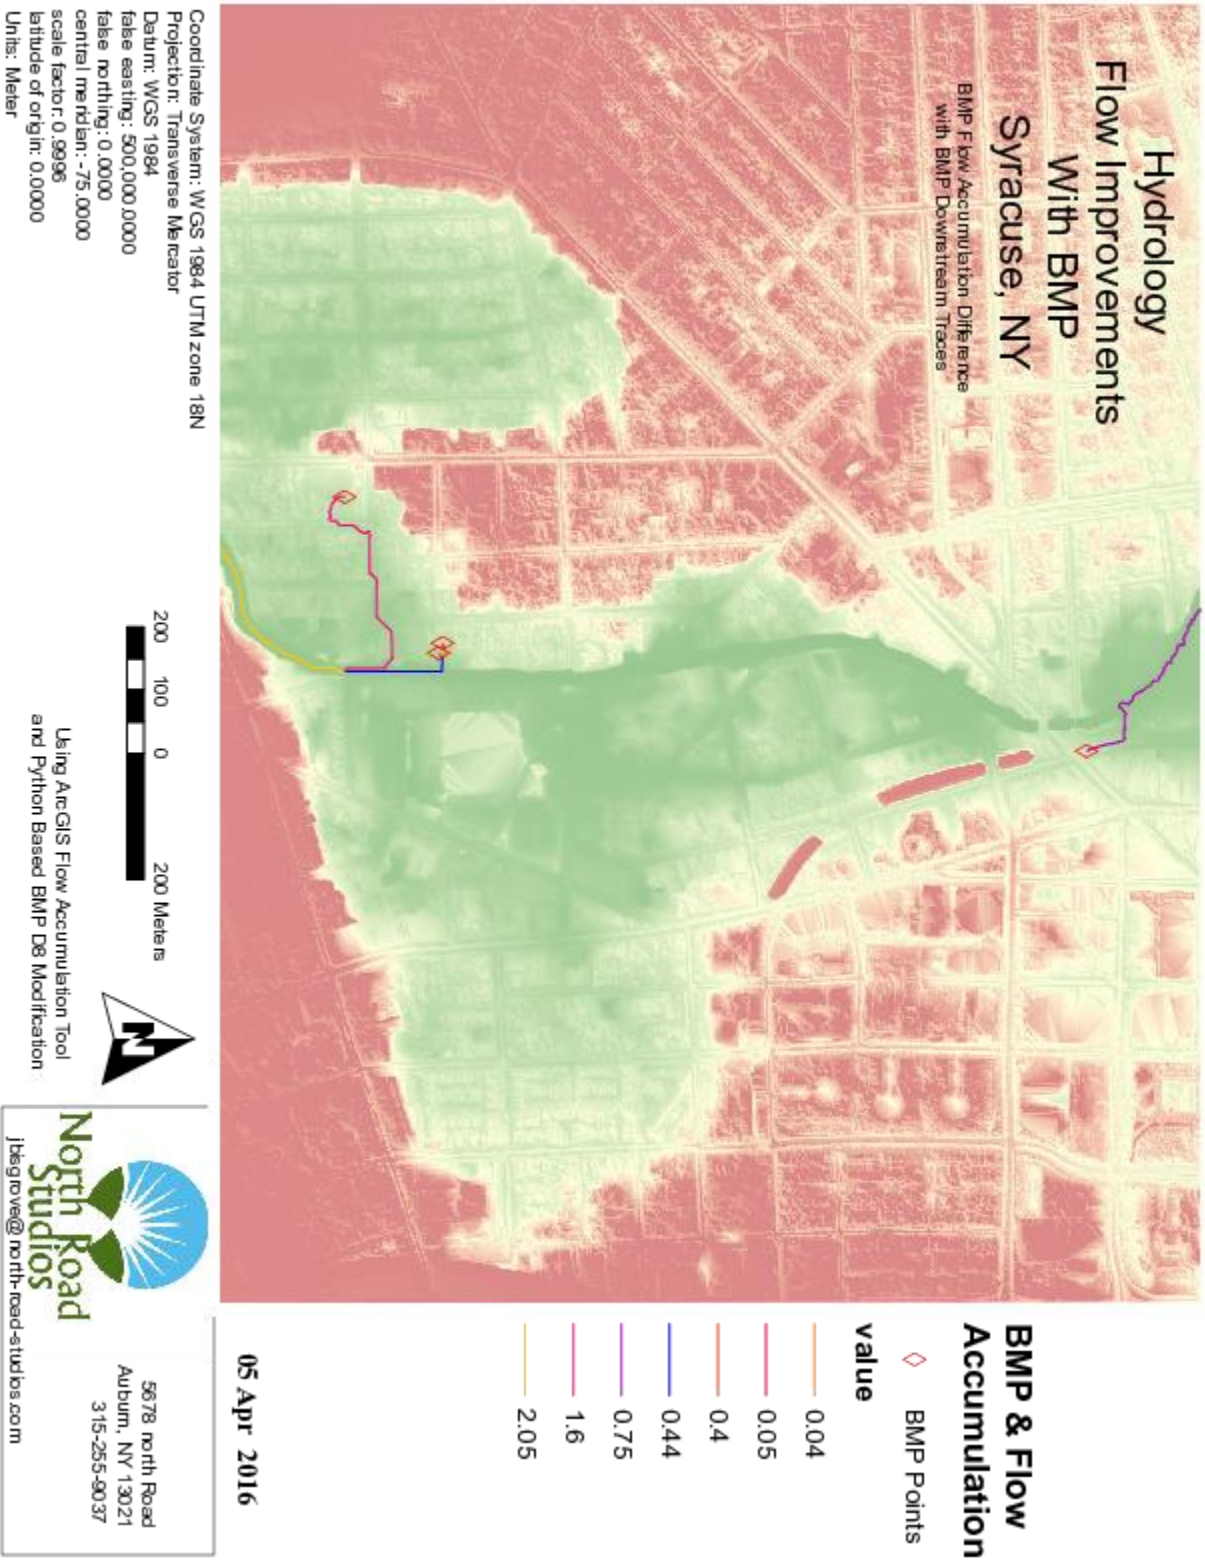 Hydrology
Flow Improvements
With BMP
Syracuse, NY
BMP Flow Accumulation Difference
with BMP Downstream Traces
BMP & Flow
Accumulation
BMP Points
value
0.04
0.05
0.4
0.44
0.75
1.6
2.05
05 Apr 2016
Coordinate System: WGS 1984 UTM zone 18N
Projection: Transverse Mercator
Datum: WGS 1984
false easting: 500,000.0000
false northing: 0.0000
central meridian: -75.0000
scale factor: 0.9996
latitude of origin: 0.0000
Units: Meter
200 100 0 200 Meters
Using ArcGIS Flow Accumulation Tool
and Python Based BMP D8 Modification
N
North Road
Studios
jbisgrove@north-road-studios.com
5678 north Road
Auburn, NY 13021
315-255-9037